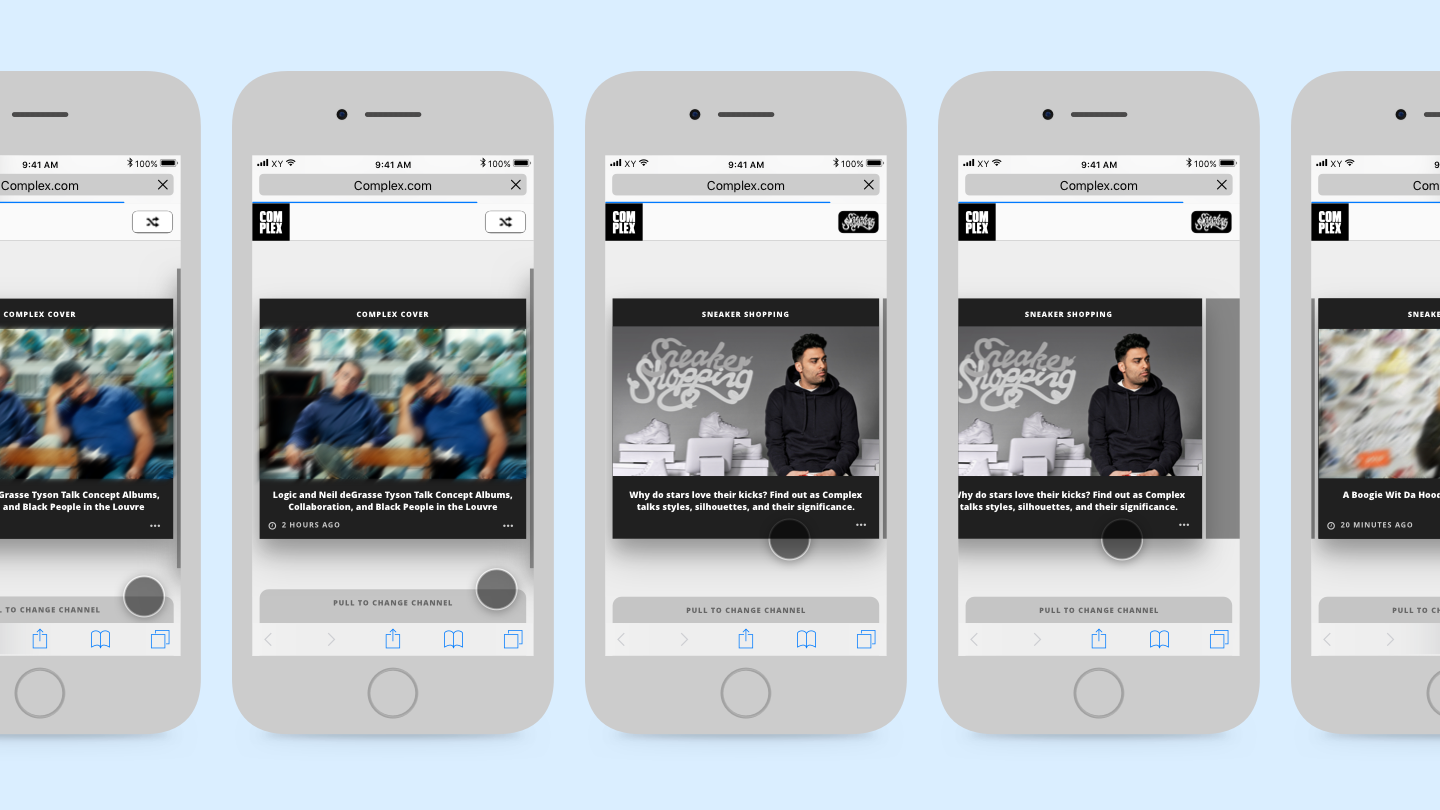 9:41 AM
100%
Complex.com
COMPLEX COVER
Grasse Tyson Talk Concept Albums,
and Black People in the Louvre
L TO CHANGE CHANNEL
XY
9:41 AM
100%
Complex.com
COM
PLEX
COMPLEX COVER
Logic and Neil deGrasse Tyson Talk Concept Albums,
Collaboration, and Black People in the Louvre
2 HOURS AGO
PULL TO CHANGE CHANNEL
XY
9:41 AM
100%
Complex.com
COM
PLEX
Sneaker
Shopping
SNEAKER SHOPPING
Sneaker
Shopping
Why do stars love their kicks? Find out as Complex
talks styles, silhouettes, and their significance.
PULL TO CHANGE CHANNEL
XY
9:41 AM
100%
Complex.com
COM
PLEX
Sneaker
Shopping
SNEAKER SHOPPING
Sneaker
Shopping
Why do stars love their kicks? Find out as Complex
talks styles, silhouettes, and their significance.
PULL TO CHANGE CHANNEL
XY
9
Com
COM
PLEX
SNEAKE
A Boogie Wit Da Hood
20 MINUTES AGO
PULL TO C